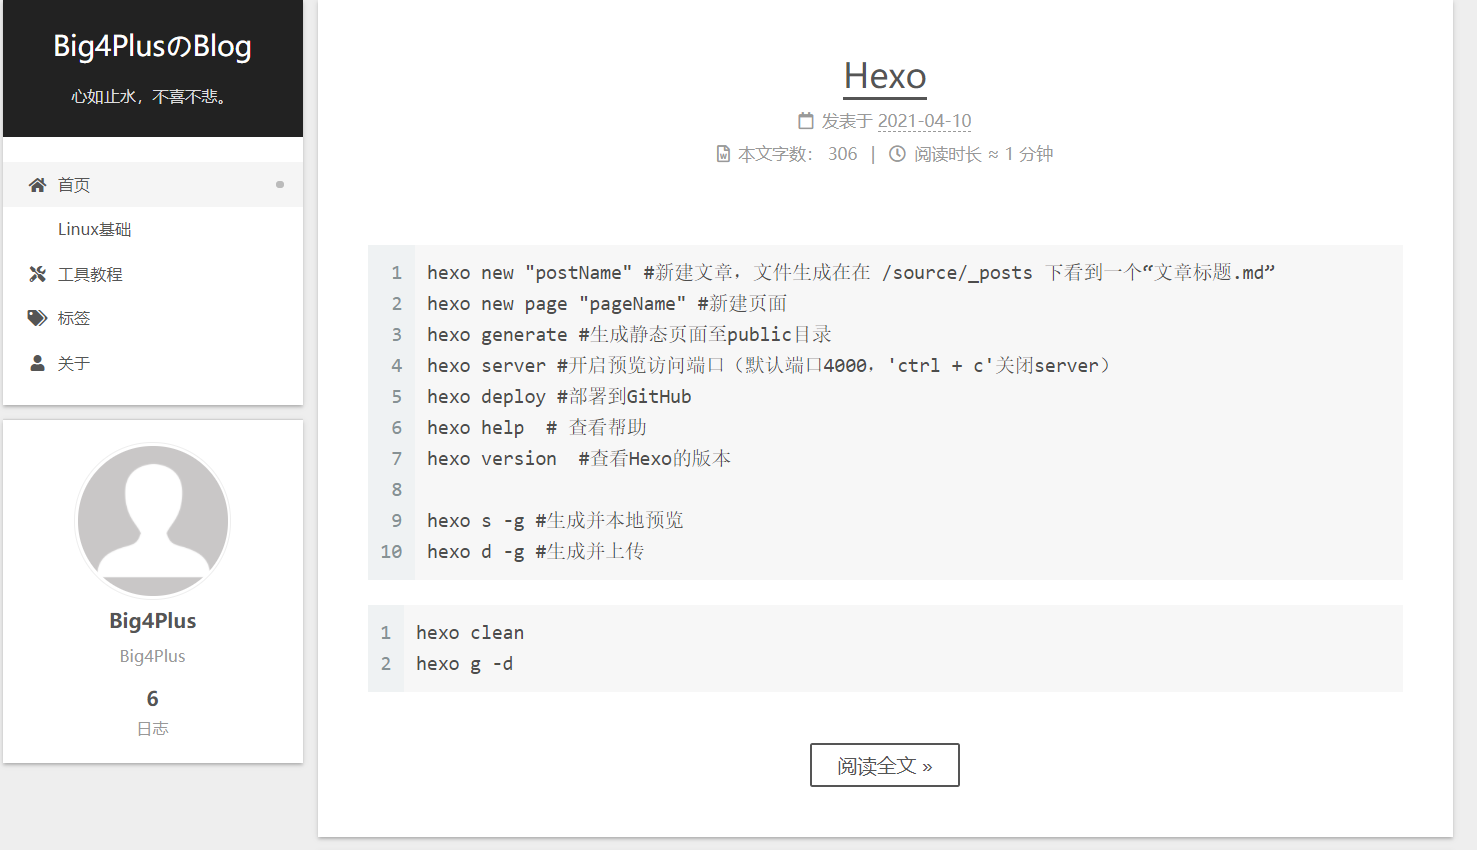 Big4PlusのBlog
心如止水，不喜不悲。
首页
Linux基础
工具教程
标签
关于
Big4Plus
Big4Plus
6
日志
Hexo
发表于 2021-04-10
本文字数： 306 | 阅读时长 ≈ 1 分钟
1 hexo new "postName" #新建文章，文件生成在在 /source/_posts 下看到一个“文章标题.md”
2 hexo new page "pageName" #新建页面
3 hexo generate #生成静态页面至public目录
4 hexo server #开启预览访问端口（默认端口4000，'ctrl + c'关闭server）
5 hexo deploy #部署到GitHub
6 hexo help  # 查看帮助
7 hexo version  #查看Hexo的版本
8
9 hexo s -g #生成并本地预览
10 hexo d -g #生成并上传
1 hexo clean
2 hexo g -d
阅读全文 »